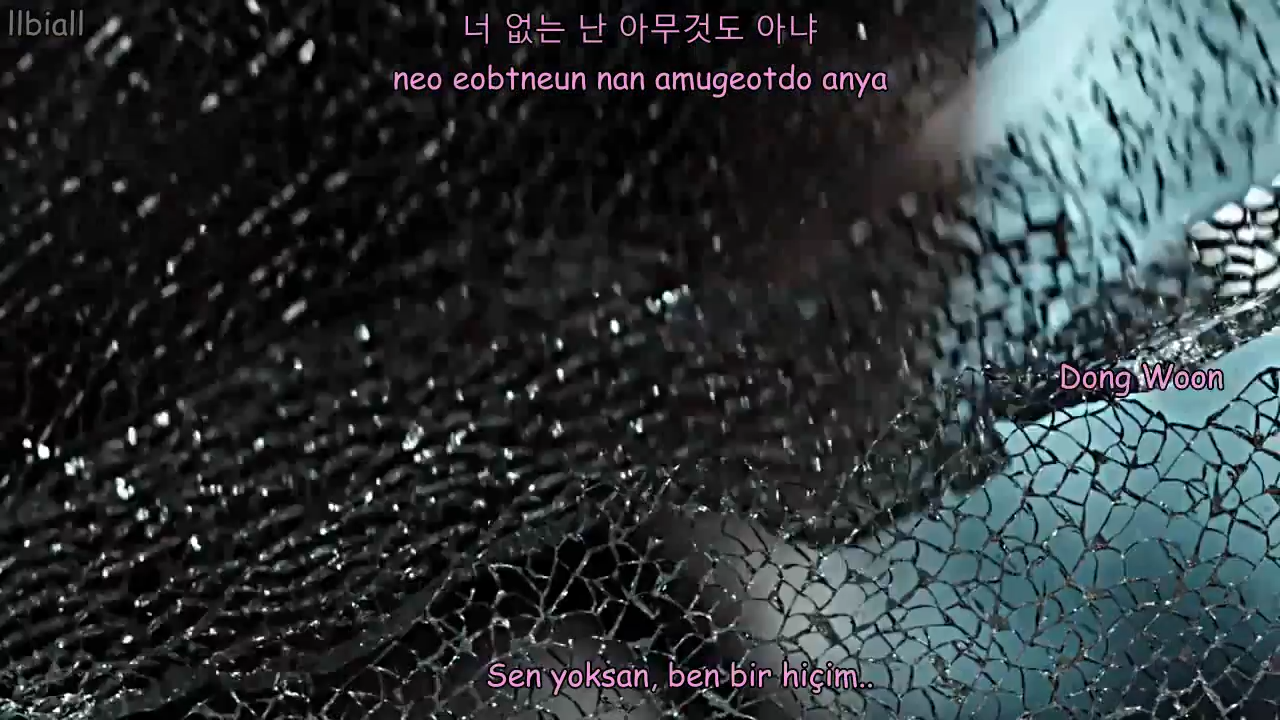 llbiall
너 없는 난 아무것도 아냐
neo eobtneun nan amugeotdo anya
Dong Woon
Sen yoksan, ben bir hiçim..